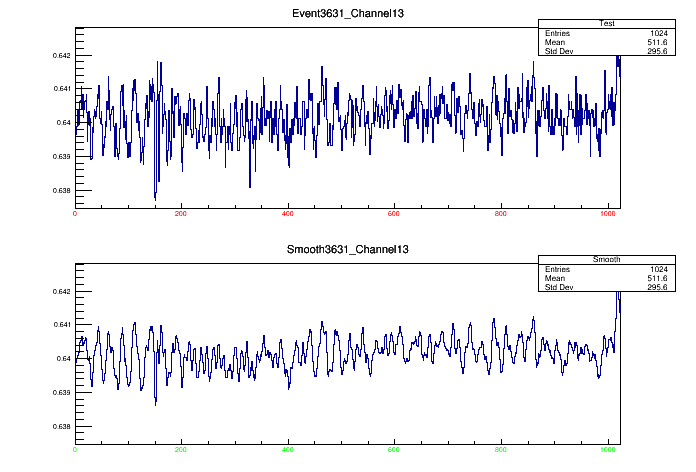 Event3631_Channel13
Test
Entries 1024
Mean 511.6
Std Dev 295.6
0.642
0.641
0.64
0.639
0.638
0 200 400 600 800 1000
Smooth3631_Channel13
Smooth
Entries 1024
Mean 511.6
Std Dev 295.6
0.642
0.641
0.64
0.639
0.638
0 200 400 600 800 1000